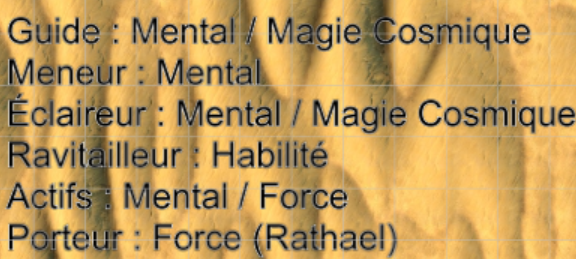 Guide : Mental / Magie Cosmique
Meneur : Mental
Éclaireur : Mental / Magie Cosmique
Ravitailleur : Habilité
Actifs : Mental / Force
Porteur : Force (Rathael)